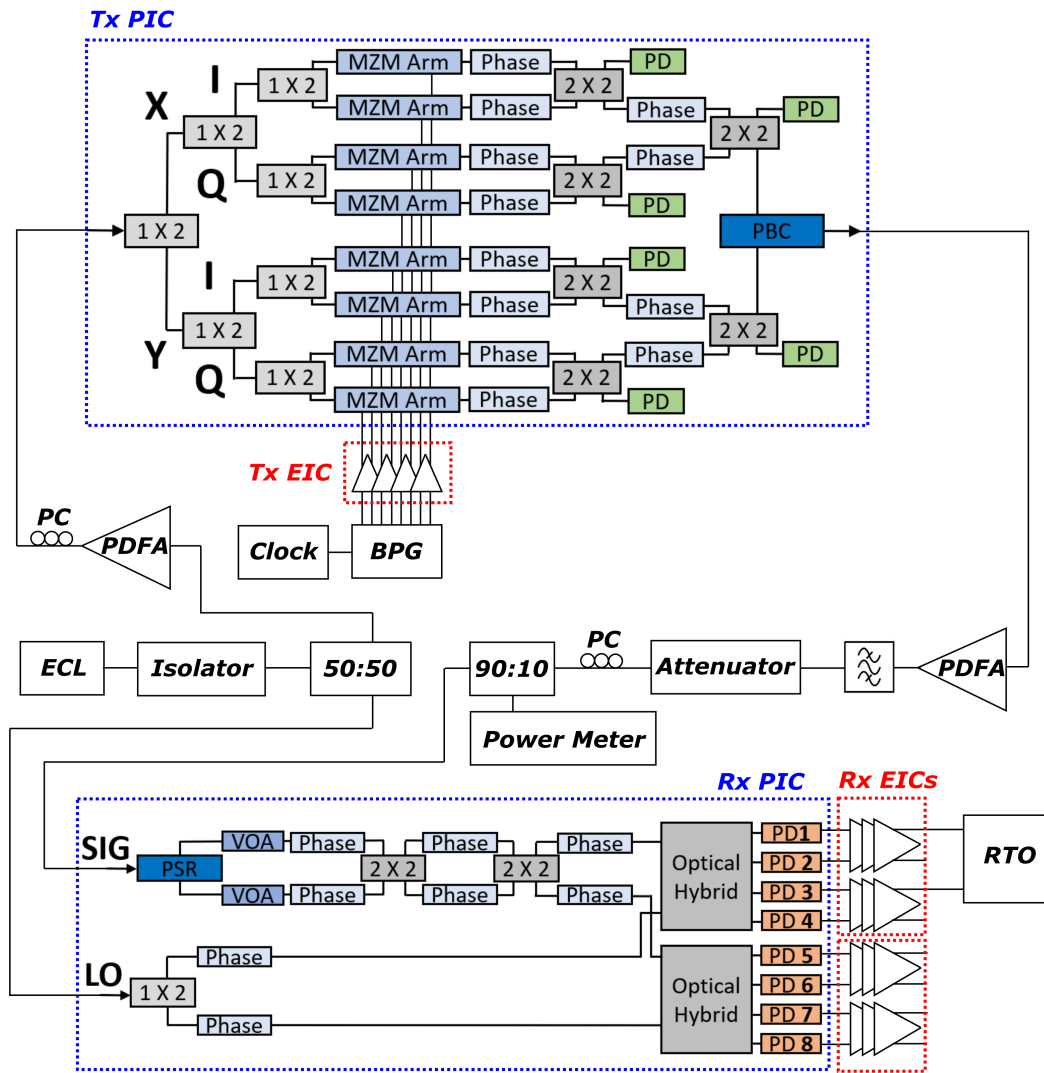 Tx PIC
I
MZM Arm Phase PD
1 X 2 2 X 2
X
MZM Arm Phase Phase PD
1 X 2 2 X 2
MZM Arm Phase Phase
Q
1 X 2 2 X 2
MZM Arm Phase PD
1 X 2 PBC
I
MZM Arm Phase PD
1 X 2 2 X 2
MZM Arm Phase Phase
1 X 2 2 X 2
Y
MZM Arm Phase Phase PD
Q
1 X 2 2 X 2
MZM Arm Phase PD
Tx EIC
PC
PDFA
Clock BPG
PC
ECL Isolator 50:50 90:10 Attenuator PDFA
Power Meter
Rx PIC Rx EICs
SIG
VOA Phase Phase Phase
PSR 2 X 2 2 X 2
VOA Phase Phase Phase
Optical
Hybrid
PD1
PD 2
PD 3
PD 4
RTO
LO
Phase
1 X 2
Phase
Optical
Hybrid
PD 5
PD 6
PD 7
PD 8